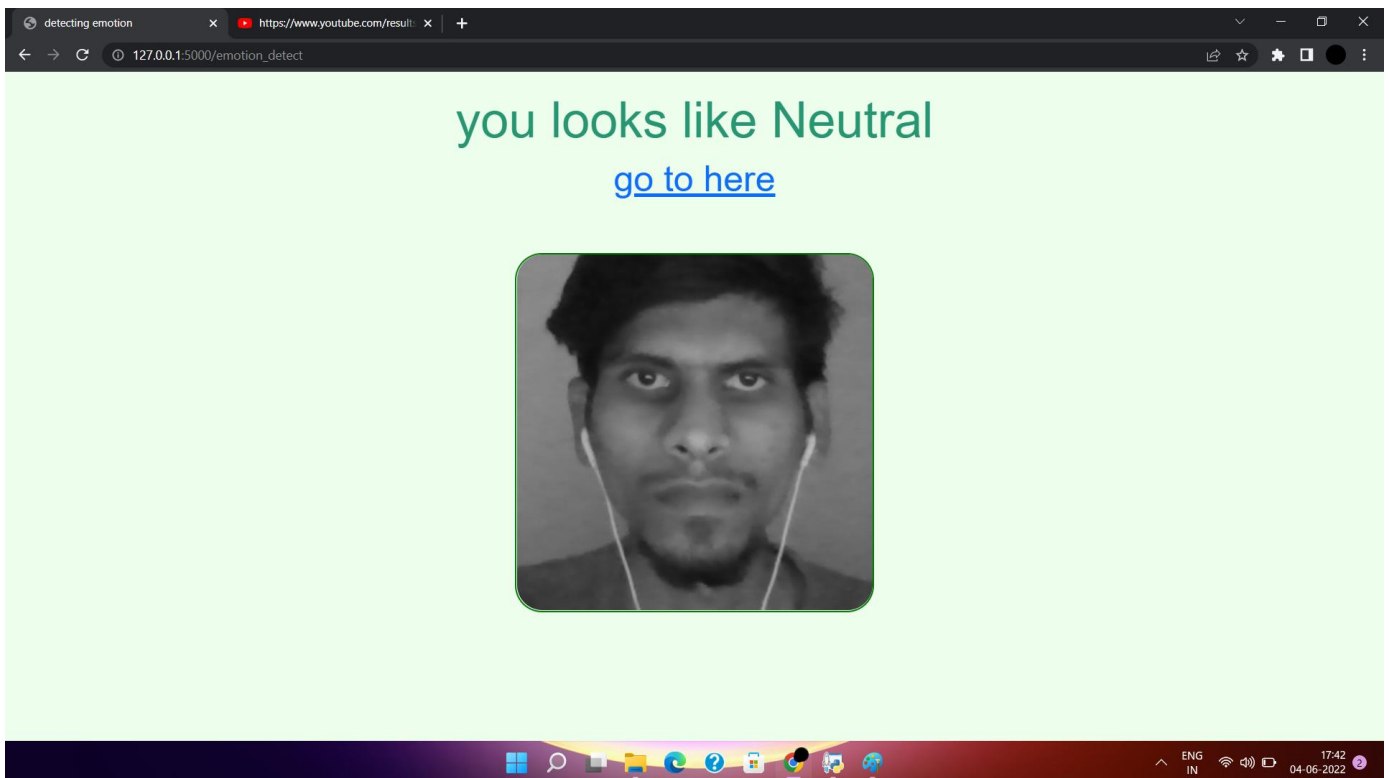 detecting emotion
https://www.youtube.com/results
127.0.0.1:5000/emotion_detect
you looks like Neutral
go to here
ENG
IN
17:42
04-06-2022
2